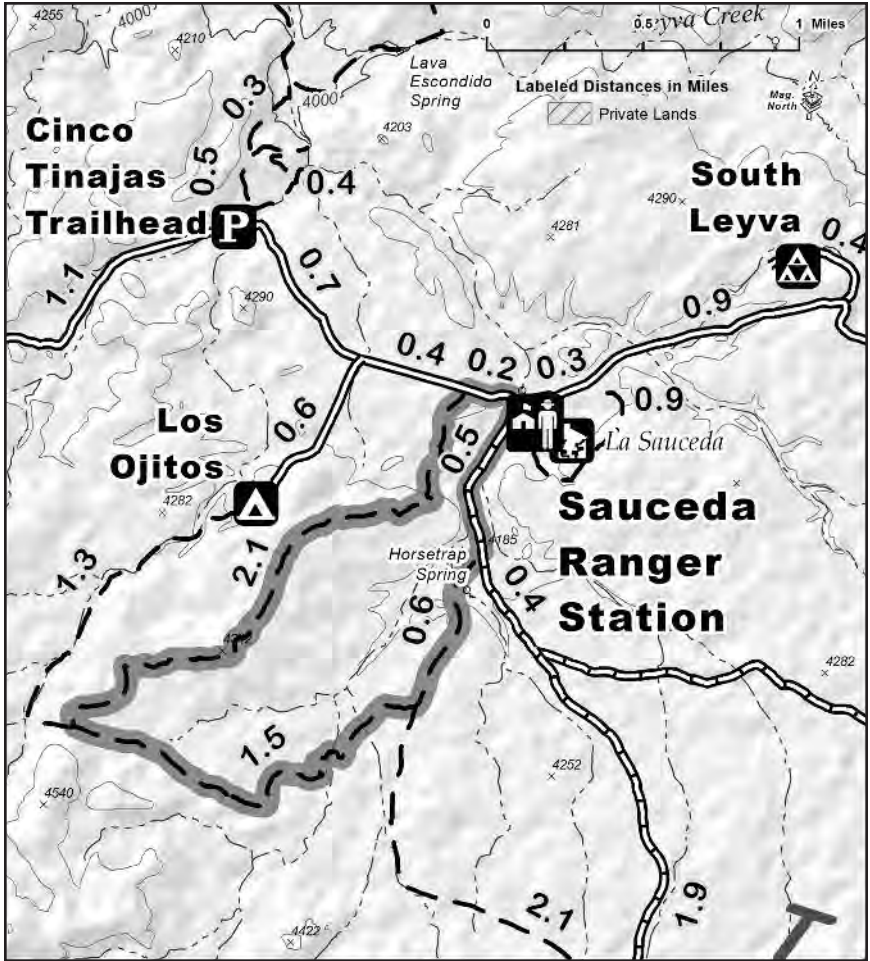 4255
4000
4210
0
0.5
1 Miles
Leyva Creek
Lava
Escondido
Spring
Labeled Distances in Miles
Private Lands
Mag.
North
N
0.3
4000
4203
Cinco
Tinajas
Trailhead
0.5
0.4
P
South
Leyva
4290
4281
0.4
1.1
0.7
4290
0.9
0.4
0.2
0.3
0.9
La Sauceda
Los
Ojitos
0.6
0.5
4282
Sauceda
Ranger
Station
4185
Horsetrap
Spring
2.1
1.3
0.4
0.6
4282
1.5
4252
4540
2.1
1.9
4422